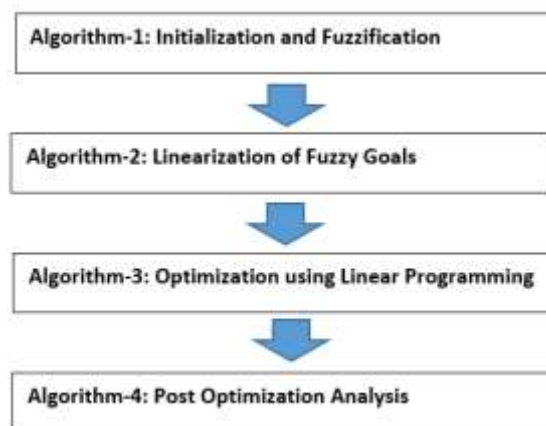 Algorithm-1: Initialization and Fuzzification
Algorithm-2: Linearization of Fuzzy Goals
Algorithm-3: Optimization using Linear Programming
Algorithm-4: Post Optimization Analysis